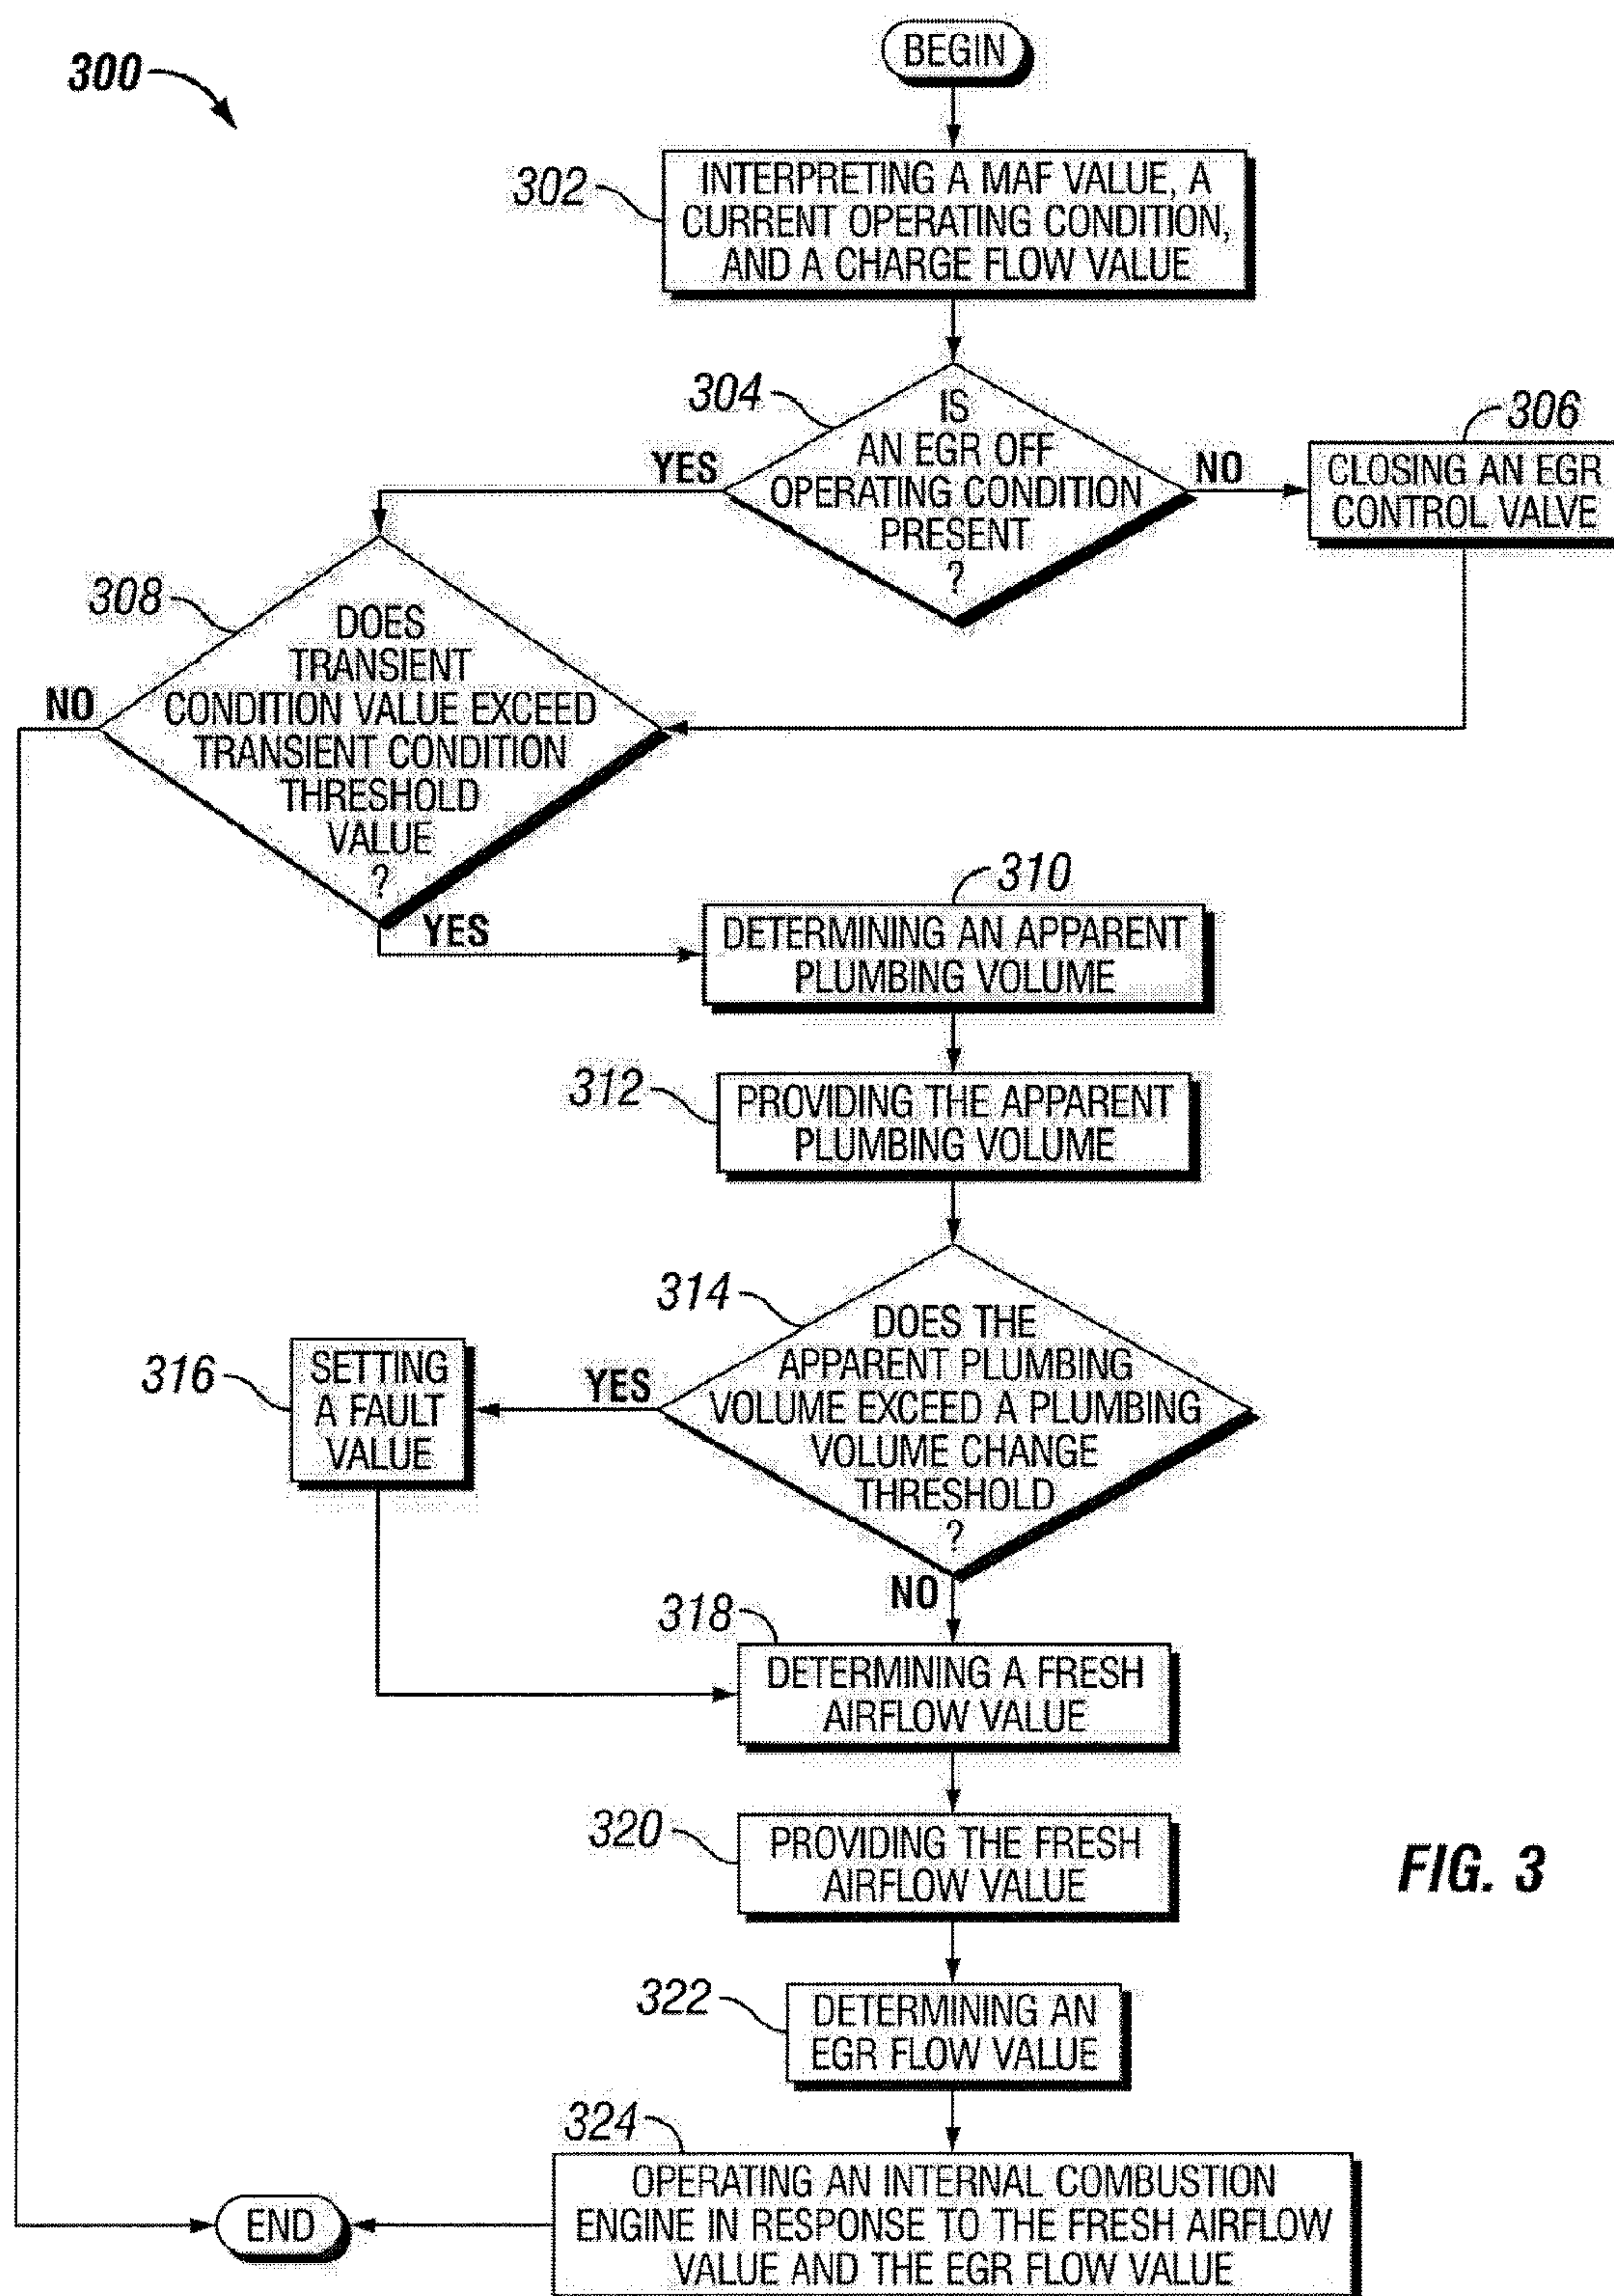 300
BEGIN
302
INTERPRETING A MAF VALUE, A
CURRENT OPERATING CONDITION,
AND A CHARGE FLOW VALUE
304
IS
AN EGR OFF
OPERATING CONDITION
PRESENT
?
YES
NO
306
CLOSING AN EGR
CONTROL VALVE
308
DOES
TRANSIENT
CONDITION VALUE EXCEED
TRANSIENT CONDITION
THRESHOLD
VALUE
?
NO
YES
310
DETERMINING AN APPARENT
PLUMBING VOLUME
312
PROVIDING THE APPARENT
PLUMBING VOLUME
314
DOES THE
APPARENT PLUMBING
VOLUME EXCEED A PLUMBING
VOLUME CHANGE
THRESHOLD
?
YES
316
SETTING
A FAULT
VALUE
NO
318
DETERMINING A FRESH
AIRFLOW VALUE
320
PROVIDING THE FRESH
AIRFLOW VALUE
FIG. 3
322
DETERMINING AN
EGR FLOW VALUE
324
OPERATING AN INTERNAL COMBUSTION
ENGINE IN RESPONSE TO THE FRESH AIRFLOW
VALUE AND THE EGR FLOW VALUE
END